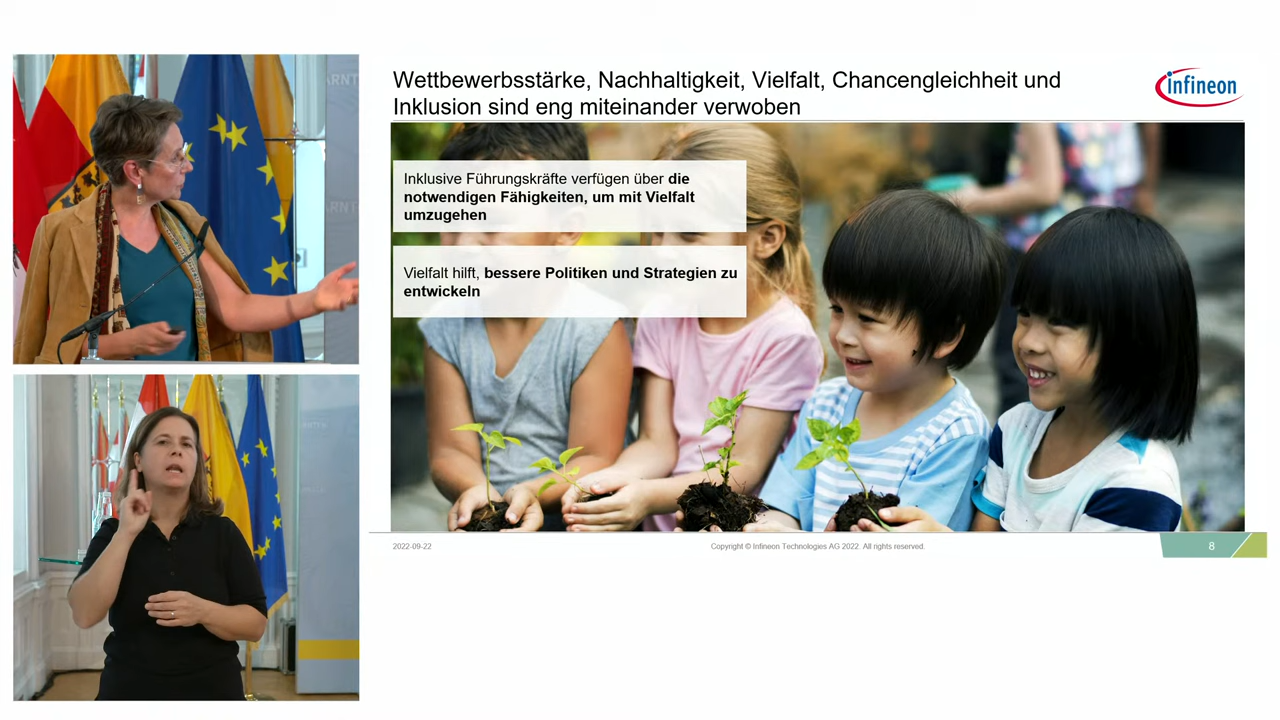 Wettbewerbsstärke, Nachhaltigkeit, Vielfalt, Chancengleichheit und
Inklusion sind eng miteinander verwoben
infineon
Inklusive Führungskräfte verfügen über die
notwendigen Fähigkeiten, um mit Vielfalt
umzugehen
Vielfalt hilft, bessere Politiken und Strategien zu
entwickeln
2022-09-22
Copyright © Infineon Technologies AG 2022. All rights reserved.
8